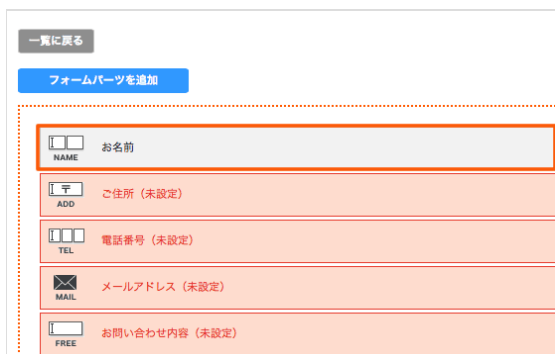 一覧に戻る
フォームパーツを追加
NAME お名前
〒
ADD ご住所（未設定）
TEL 電話番号（未設定）
MAIL メールアドレス（未設定）
FREE お問い合わせ内容（未設定）